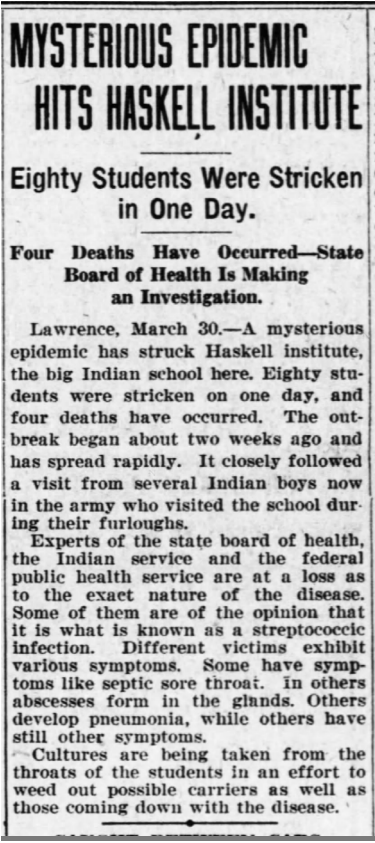 MYSTERIOUS EPIDEMIC
HITS HASKELL INSTITUTE
Eighty Students Were Stricken
in One Day.
Four Deaths Have Occurred—State
Board of Health Is Making
an Investigation.
Lawrence, March 30.—A mysterious
epidemic has struck Haskell institute,
the big Indian school here. Eighty stu-
dents were stricken on one day, and
four deaths have occurred. The out-
break began about two weeks ago and
has spread rapidly. It closely followed
a visit from several Indian boys now
in the army who visited the school dur-
ing their furloughs.
Experts of the state board of health,
the Indian service and the federal
public health service are at a loss as
to the exact nature of the disease.
Some of them are of the opinion that
it is what is known as a streptococcic
infection. Different victims exhibit
various symptoms. Some have symp-
toms like septic sore throat. In others
abscesses form in the glands. Others
develop pneumonia, while others have
still other symptoms.
Cultures are being taken from the
throats of the students in an effort to
weed out possible carriers as well as
those coming down with the disease.